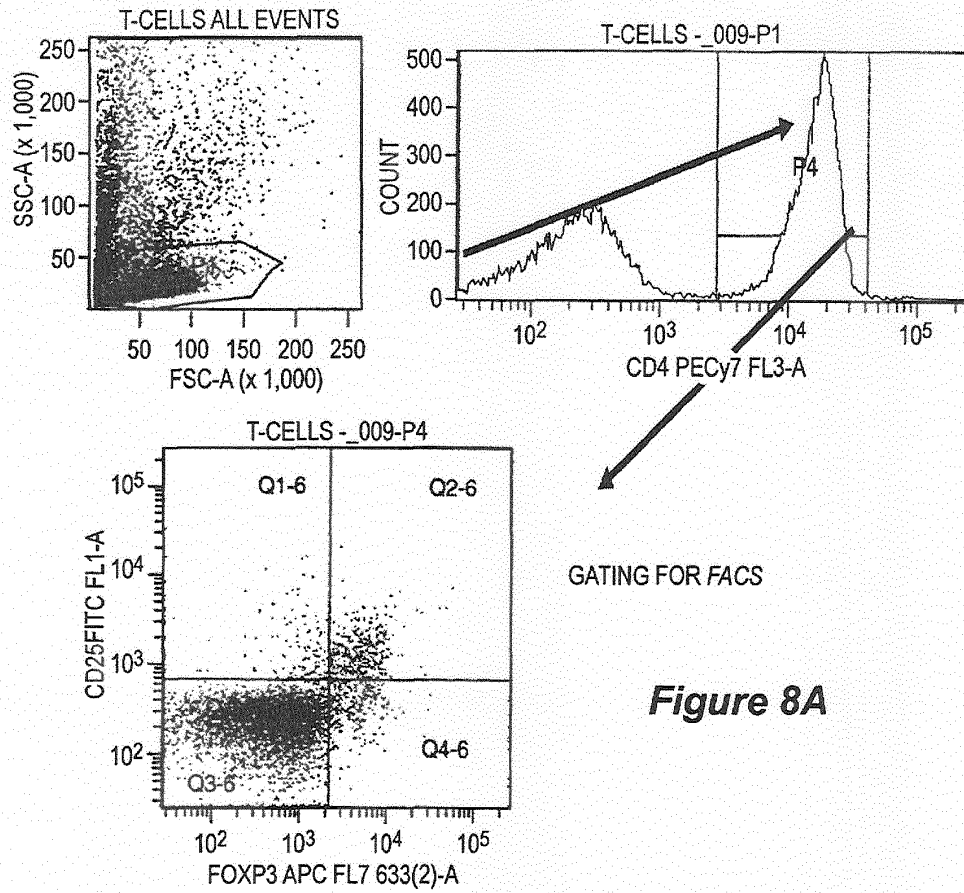 T-CELLS ALL EVENTS
SSC-A (x 1,000)
250
200
150
100
50
50 100 150 200 250
FSC-A (x 1,000)
T-CELLS -_009-P1
COUNT
500
400
300
200
100
0
P4
10² 10³ 10⁴ 10⁵
CD4 PECy7 FL3-A
T-CELLS -_009-P4
CD25FITC FL1-A
10⁵
10⁴
10³
10²
Q1-6 Q2-6
Q3-6 Q4-6
10² 10³ 10⁴ 10⁵
FOXP3 APC FL7 633(2)-A
GATING FOR FACS
Figure 8A